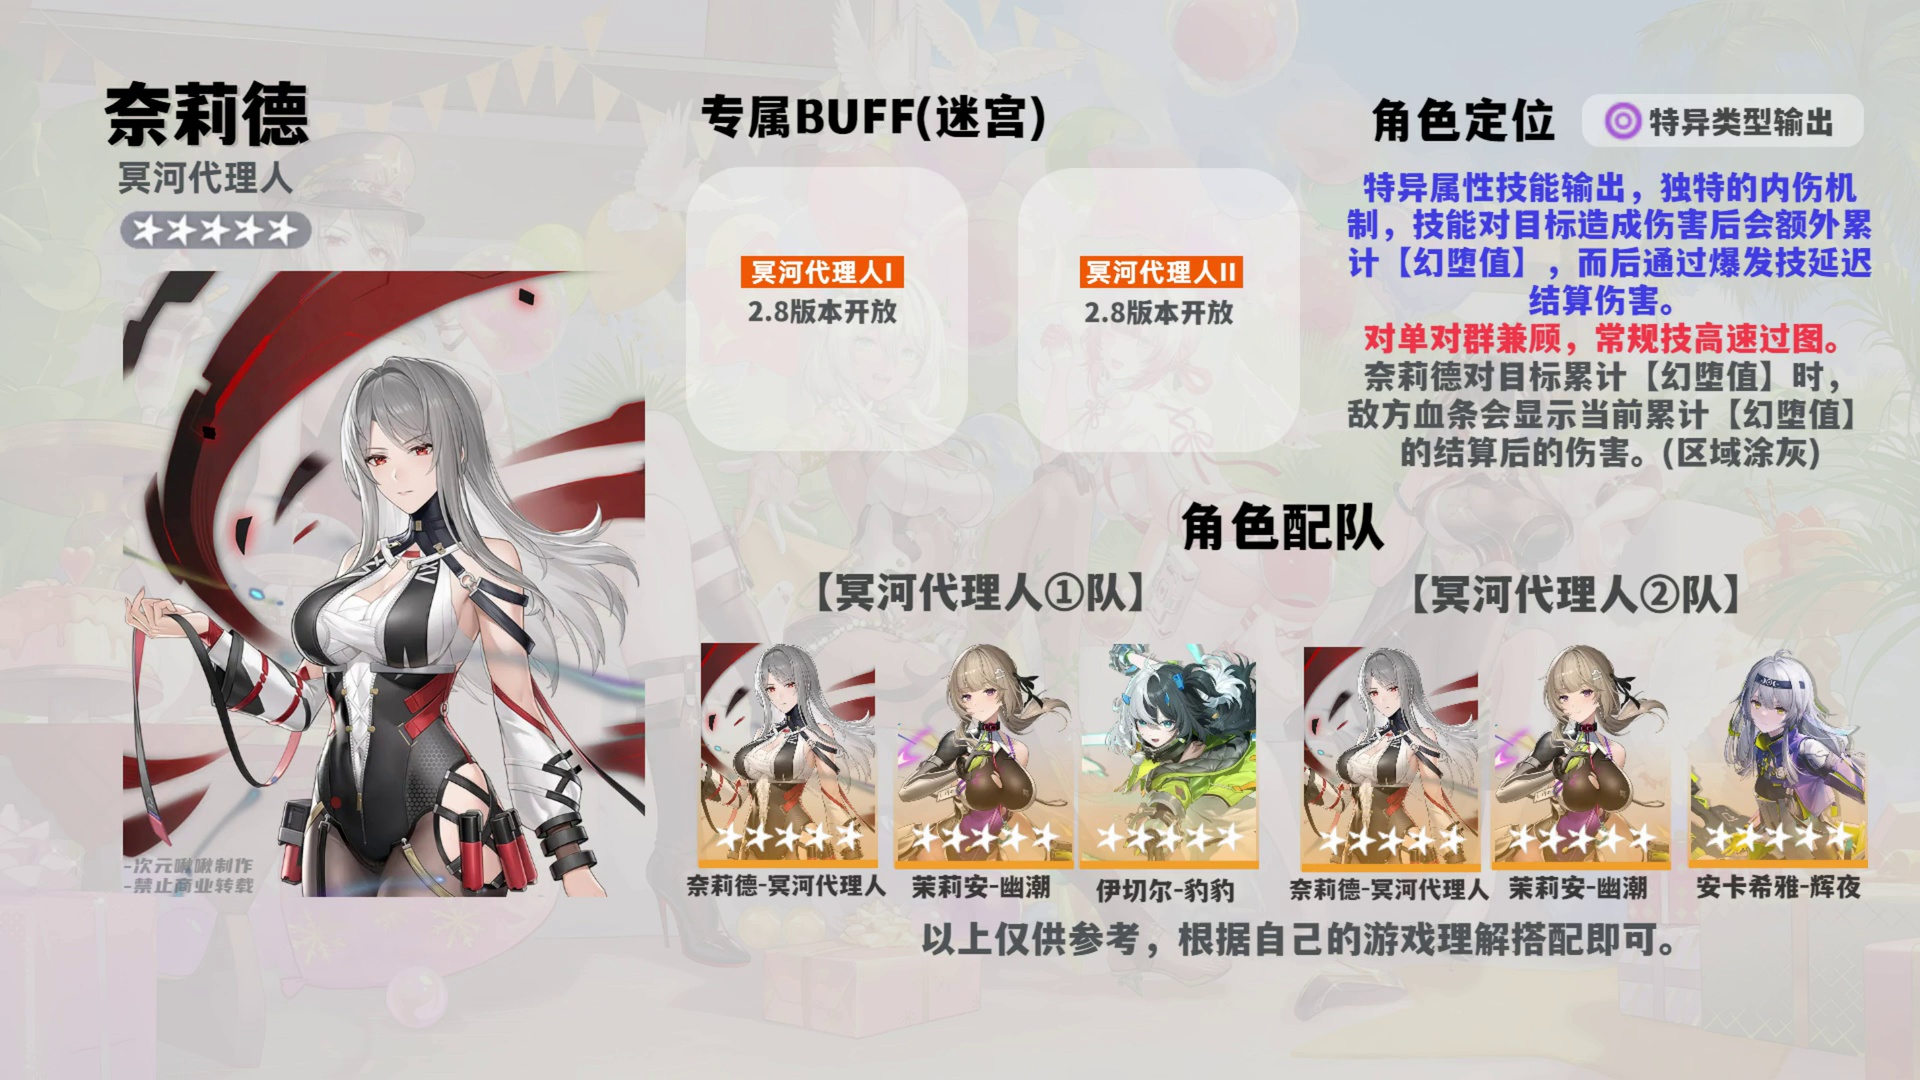 奈莉德
冥河代理人
-次元啾啾制作
-禁止商业转载
专属BUFF(迷宫)
冥河代理人I
2.8版本开放
冥河代理人II
2.8版本开放
角色定位
特异类型输出
特异属性技能输出，独特的内伤机
制，技能对目标造成伤害后会额外累
计【幻堕值】，而后通过爆发技延迟
结算伤害。
对单对群兼顾，常规技高速过图。
奈莉德对目标累计【幻堕值】时，
敌方血条会显示当前累计【幻堕值】
的结算后的伤害。(区域涂灰)
角色配队
【冥河代理人①队】
奈莉德-冥河代理人
茉莉安-幽潮
伊切尔-豹豹
【冥河代理人②队】
奈莉德-冥河代理人
茉莉安-幽潮
安卡希雅-辉夜
以上仅供参考，根据自己的游戏理解搭配即可。